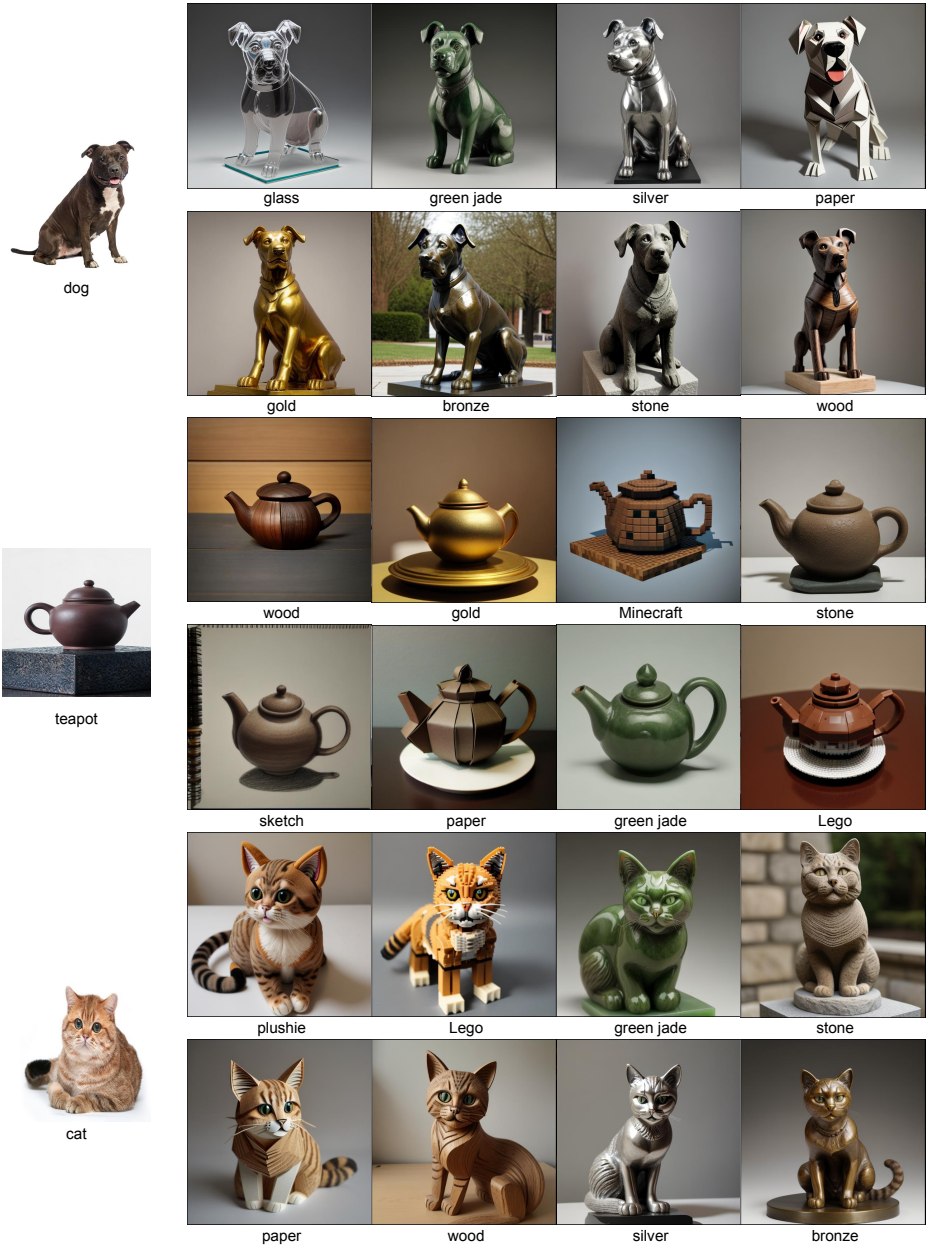 glass
green jade
silver
paper
dog
gold
bronze
stone
wood
wood
gold
Minecraft
stone
teapot
sketch
paper
green jade
Lego
plushie
Lego
green jade
stone
cat
paper
wood
silver
bronze